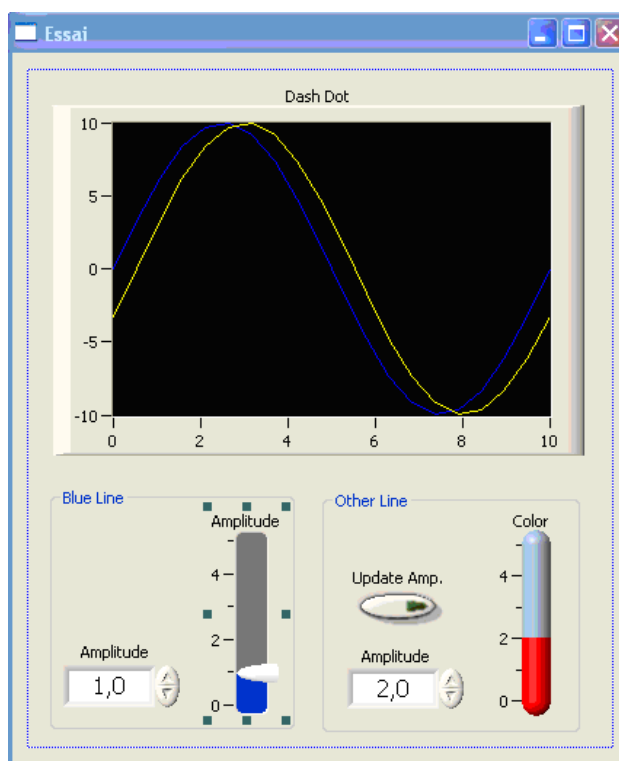 Essai
Dash Dot
10
5
0
-5
-10
0 2 4 6 8 10
Blue Line
Amplitude
4
2
0
Amplitude
1,0
Other Line
Color
4
2
0
Update Amp.
Amplitude
2,0